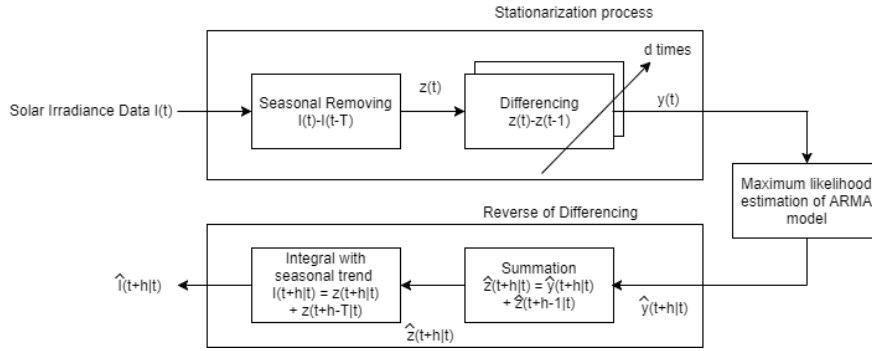 Stationarization process
d times
Solar Irradiance Data I(t)
Seasonal Removing
I(t)-I(t-T)
z(t)
Differencing
z(t)-z(t-1)
y(t)
Maximum likelihood
estimation of ARMA
model
Reverse of Differencing
Î(t+h|t)
Integral with
seasonal trend
I(t+h|t) = z(t+h|t)
+ z(t+h-T|t)
ẑ(t+h|t)
Summation
ẑ(t+h|t) = ŷ(t+h|t)
+ ẑ(t+h-1|t)
ŷ(t+h|t)